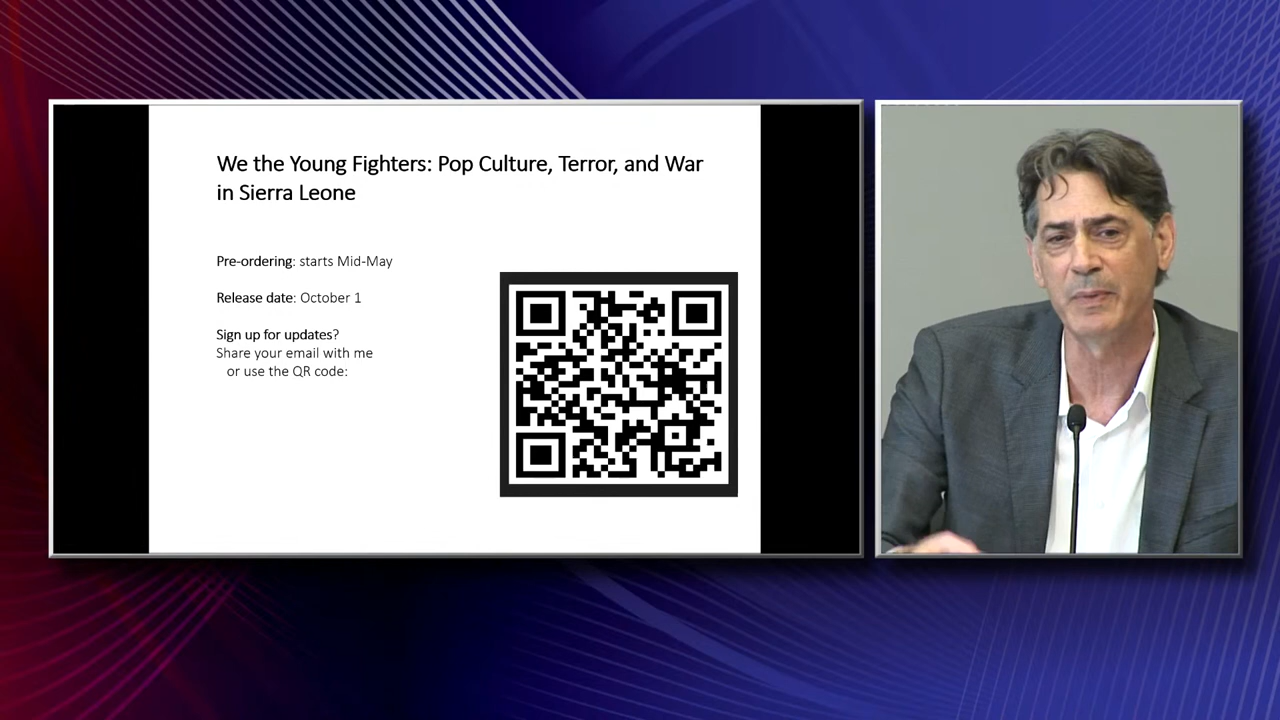 We the Young Fighters: Pop Culture, Terror, and War
in Sierra Leone
Pre-ordering: starts Mid-May
Release date: October 1
Sign up for updates?
Share your email with me
or use the QR code: